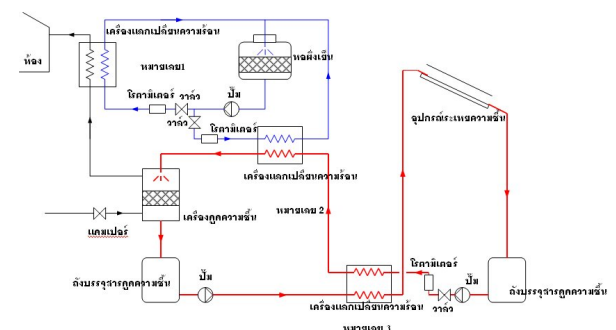 เครื่องแลกเปลี่ยนความร้อน
หอผึ่งเย็น
ห้อง
หมายเลข1
โรตามิเตอร์
วาล์ว
ปั๊ม
วาล์ว
โรตามิเตอร์
อุปกรณ์ระเหยความชื้น
เครื่องแลกเปลี่ยนความร้อน
หมายเลข 2
เครื่องดูดความชื้น
แดมเปอร์
ถังบรรจุสารดูดความชื้น
ปั๊ม
โรตามิเตอร์
ปั๊ม
วาล์ว
ถังบรรจุสารดูดความชื้น
เครื่องแลกเปลี่ยนความร้อน
หมายเลข 3